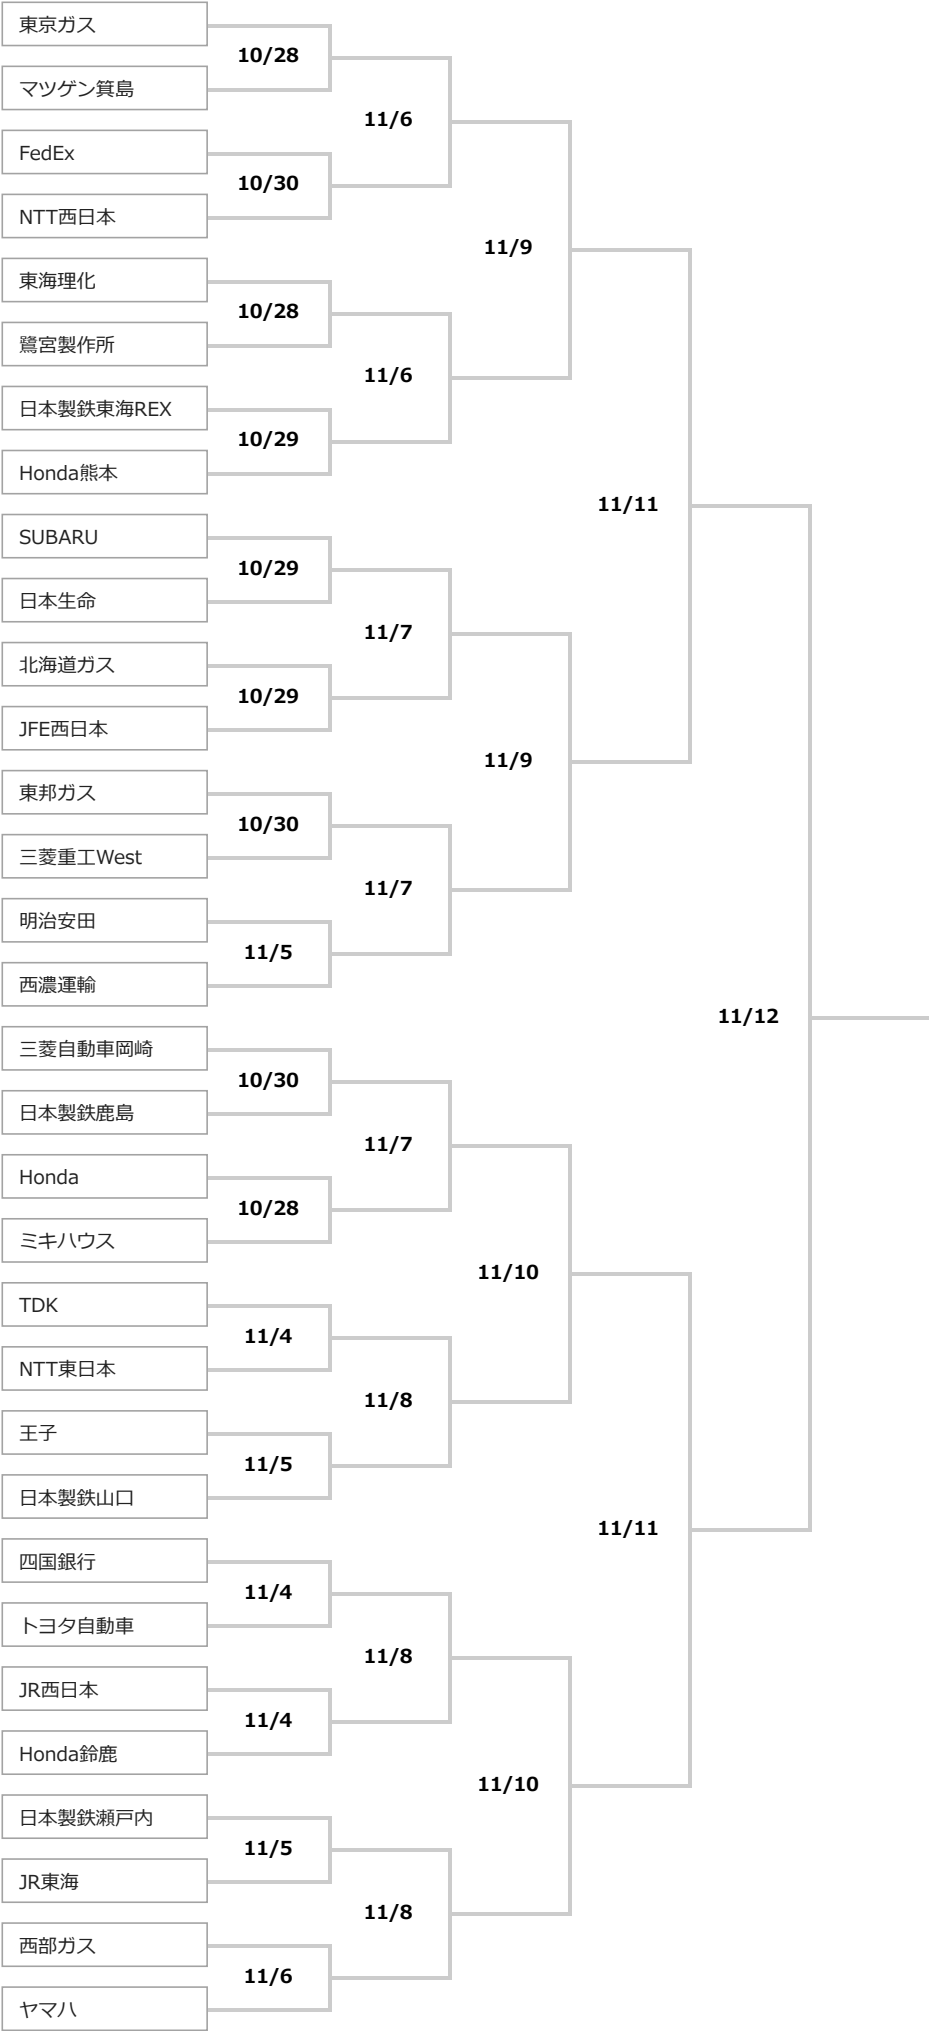 東京ガス
10/28
マツゲン箕島
11/6
FedEx
10/30
NTT西日本
11/9
東海理化
10/28
鷺宮製作所
11/6
日本製鉄東海REX
10/29
Honda熊本
11/11
SUBARU
10/29
日本生命
11/7
北海道ガス
10/29
JFE西日本
11/9
東邦ガス
10/30
三菱重工West
11/7
明治安田
11/5
西濃運輸
11/12
三菱自動車岡崎
10/30
日本製鉄鹿島
11/7
Honda
10/28
ミキハウス
11/10
TDK
11/4
NTT東日本
11/8
王子
11/5
日本製鉄山口
11/11
四国銀行
11/4
トヨタ自動車
11/8
JR西日本
11/4
Honda鈴鹿
11/10
日本製鉄瀬戸内
11/5
JR東海
11/8
西部ガス
11/6
ヤマハ